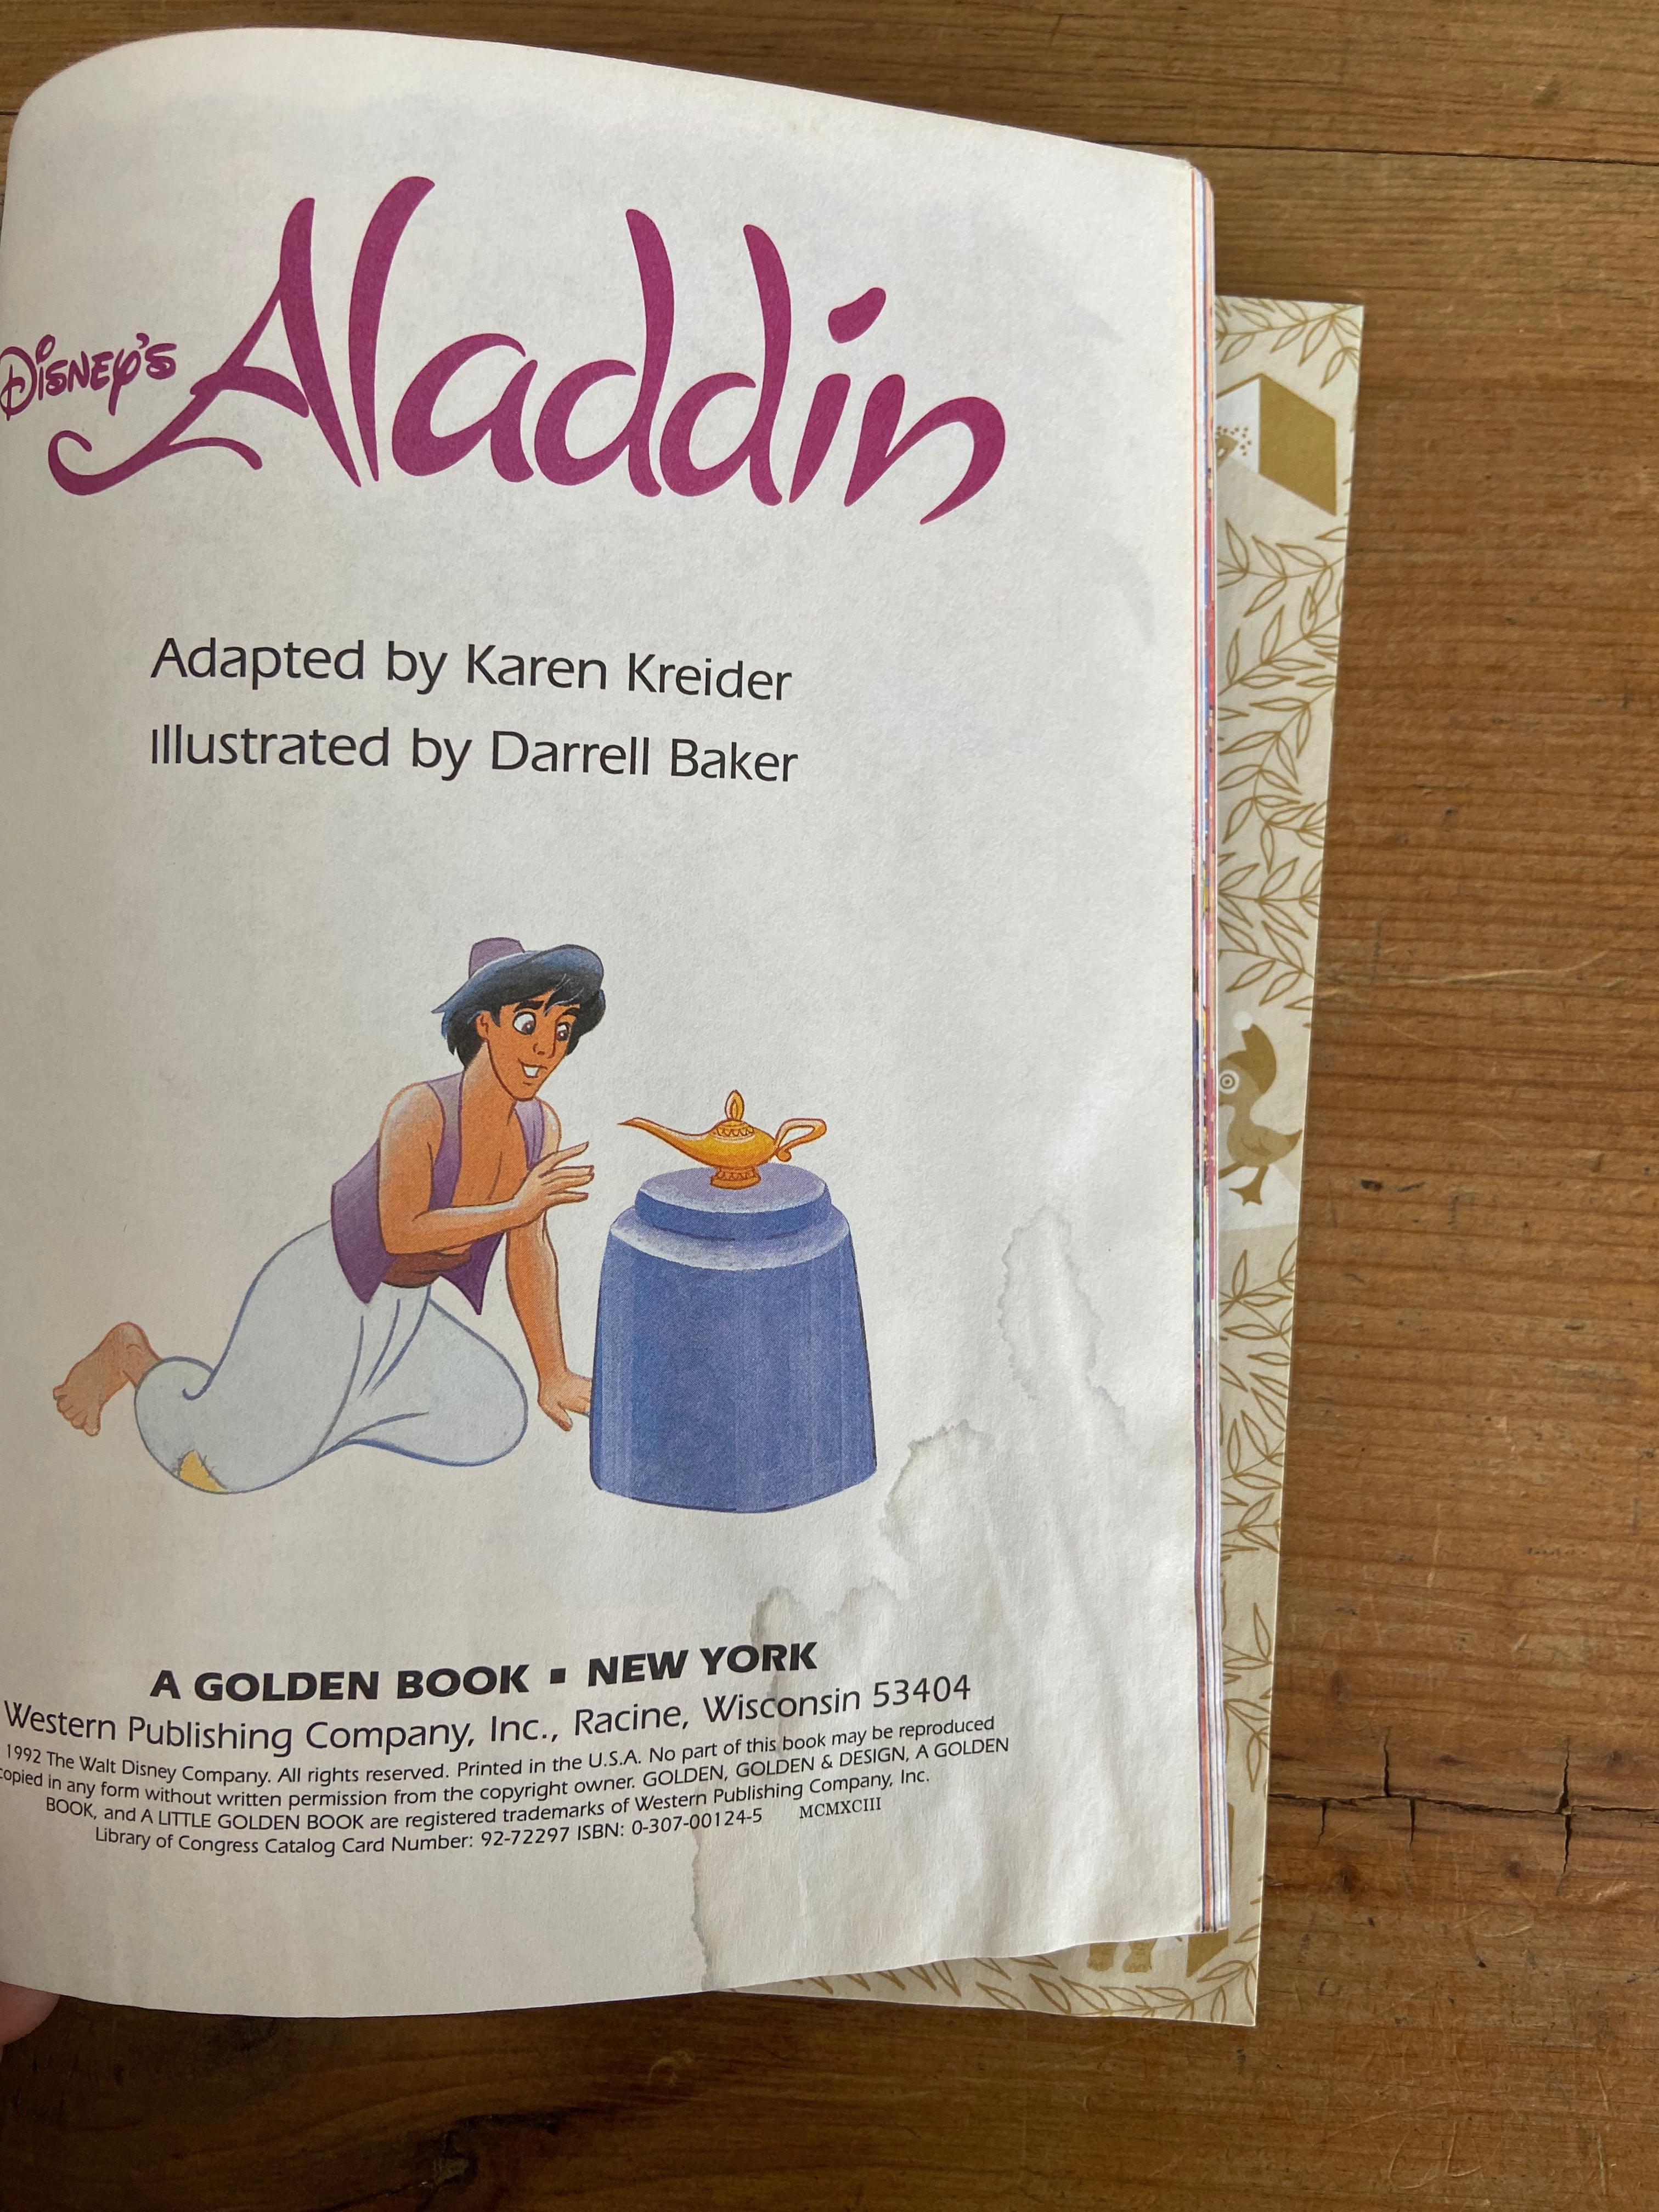 DISNEY'S Aladdin
Adapted by Karen Kreider
Illustrated by Darrell Baker
A GOLDEN BOOK ▪ NEW YORK
Western Publishing Company, Inc., Racine, Wisconsin 53404
1992 The Walt Disney Company. All rights reserved. Printed in the U.S.A. No part of this book may be reproduced
copied in any form without written permission from the copyright owner. GOLDEN, GOLDEN & DESIGN, A GOLDEN
BOOK, and A LITTLE GOLDEN BOOK are registered trademarks of Western Publishing Company, Inc.
Library of Congress Catalog Card Number: 92-72297 ISBN: 0-307-00124-5 MCMXCIII